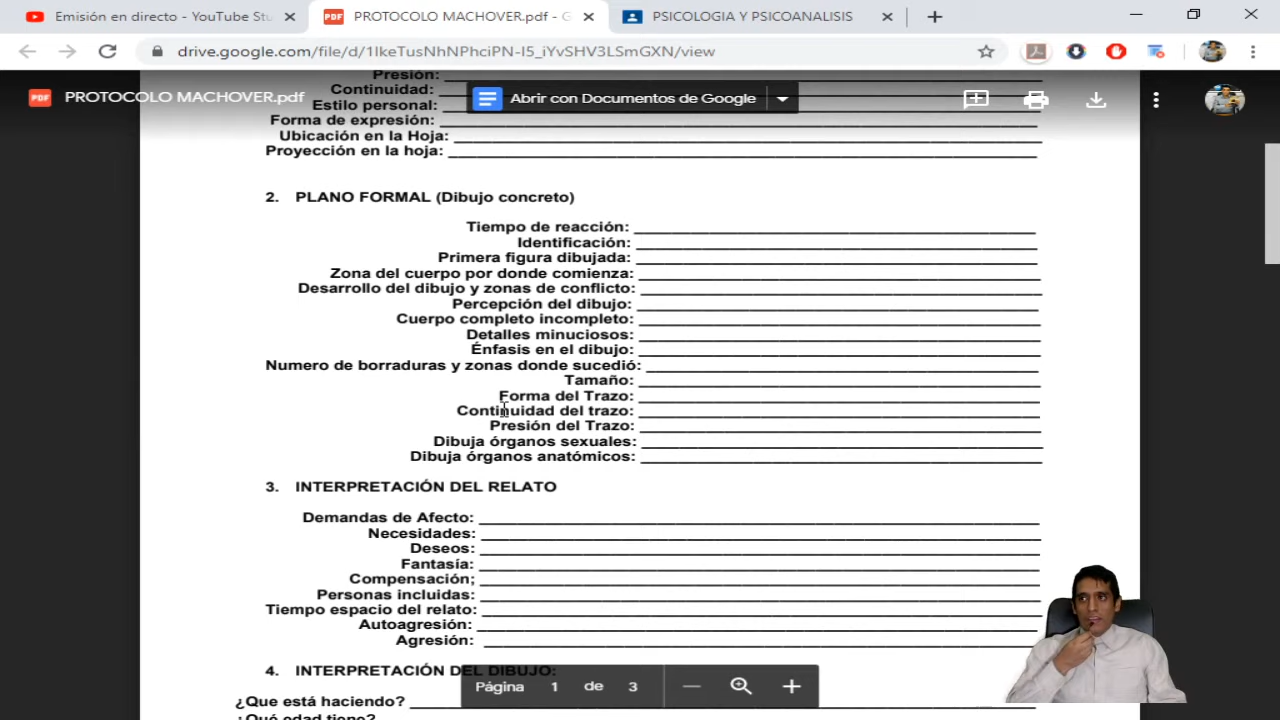 Emisión en directo - YouTube Stu
PROTOCOLO MACHOVER.pdf - G
PSICOLOGIA Y PSICOANALISIS
drive.google.com/file/d/1IkeTusNhNPhciPN-I5_iYvSHV3LSmGXN/view
PDF PROTOCOLO MACHOVER.pdf
Abrir con Documentos de Google
Presión:
Continuidad:
Estilo personal:
Forma de expresión:
Ubicación en la Hoja:
Proyección en la hoja:
2. PLANO FORMAL (Dibujo concreto)
Tiempo de reacción:
Identificación:
Primera figura dibujada:
Zona del cuerpo por donde comienza:
Desarrollo del dibujo y zonas de conflicto:
Percepción del dibujo:
Cuerpo completo incompleto:
Detalles minuciosos:
Énfasis en el dibujo:
Numero de borraduras y zonas donde sucedió:
Tamaño:
Forma del Trazo:
Continuidad del trazo:
Presión del Trazo:
Dibuja órganos sexuales:
Dibuja órganos anatómicos:
3. INTERPRETACIÓN DEL RELATO
Demandas de Afecto:
Necesidades:
Deseos:
Fantasía:
Compensación;
Personas incluidas:
Tiempo espacio del relato:
Autoagresión:
Agresión:
4. INTERPRETACIÓN DEL DIBUJO:
Página 1 de 3
¿Que está haciendo?
¿Qué edad tiene?